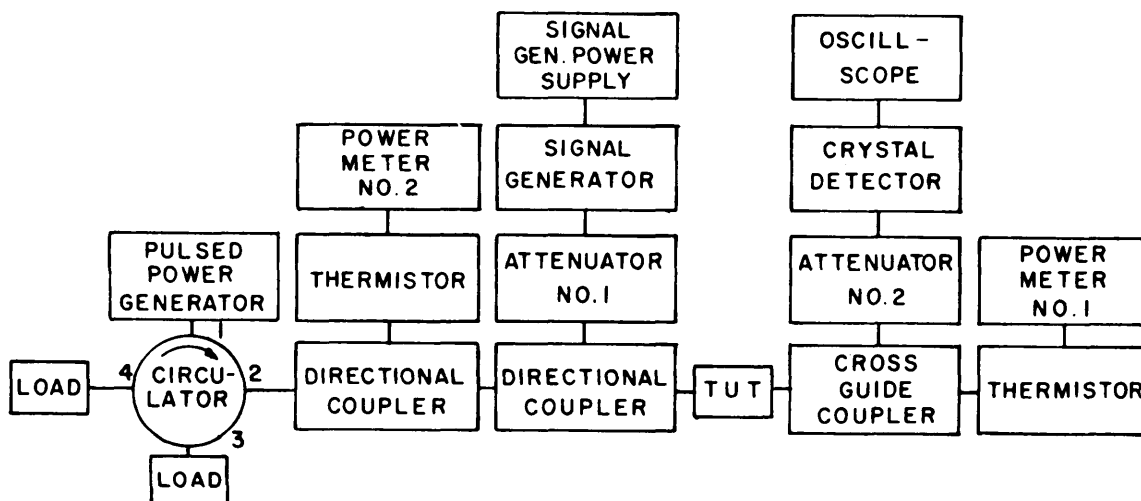 SIGNAL
GEN. POWER
SUPPLY
OSCILL-
SCOPE
POWER
METER
NO. 2
SIGNAL
GENERATOR
CRYSTAL
DETECTOR
PULSED
POWER
GENERATOR
THERMISTOR
ATTENUATOR
NO. 1
ATTENUATOR
NO. 2
POWER
METER
NO. 1
LOAD
4
1
CIRCU-
LATOR
2
3
LOAD
DIRECTIONAL
COUPLER
DIRECTIONAL
COUPLER
TUT
CROSS
GUIDE
COUPLER
THERMISTOR